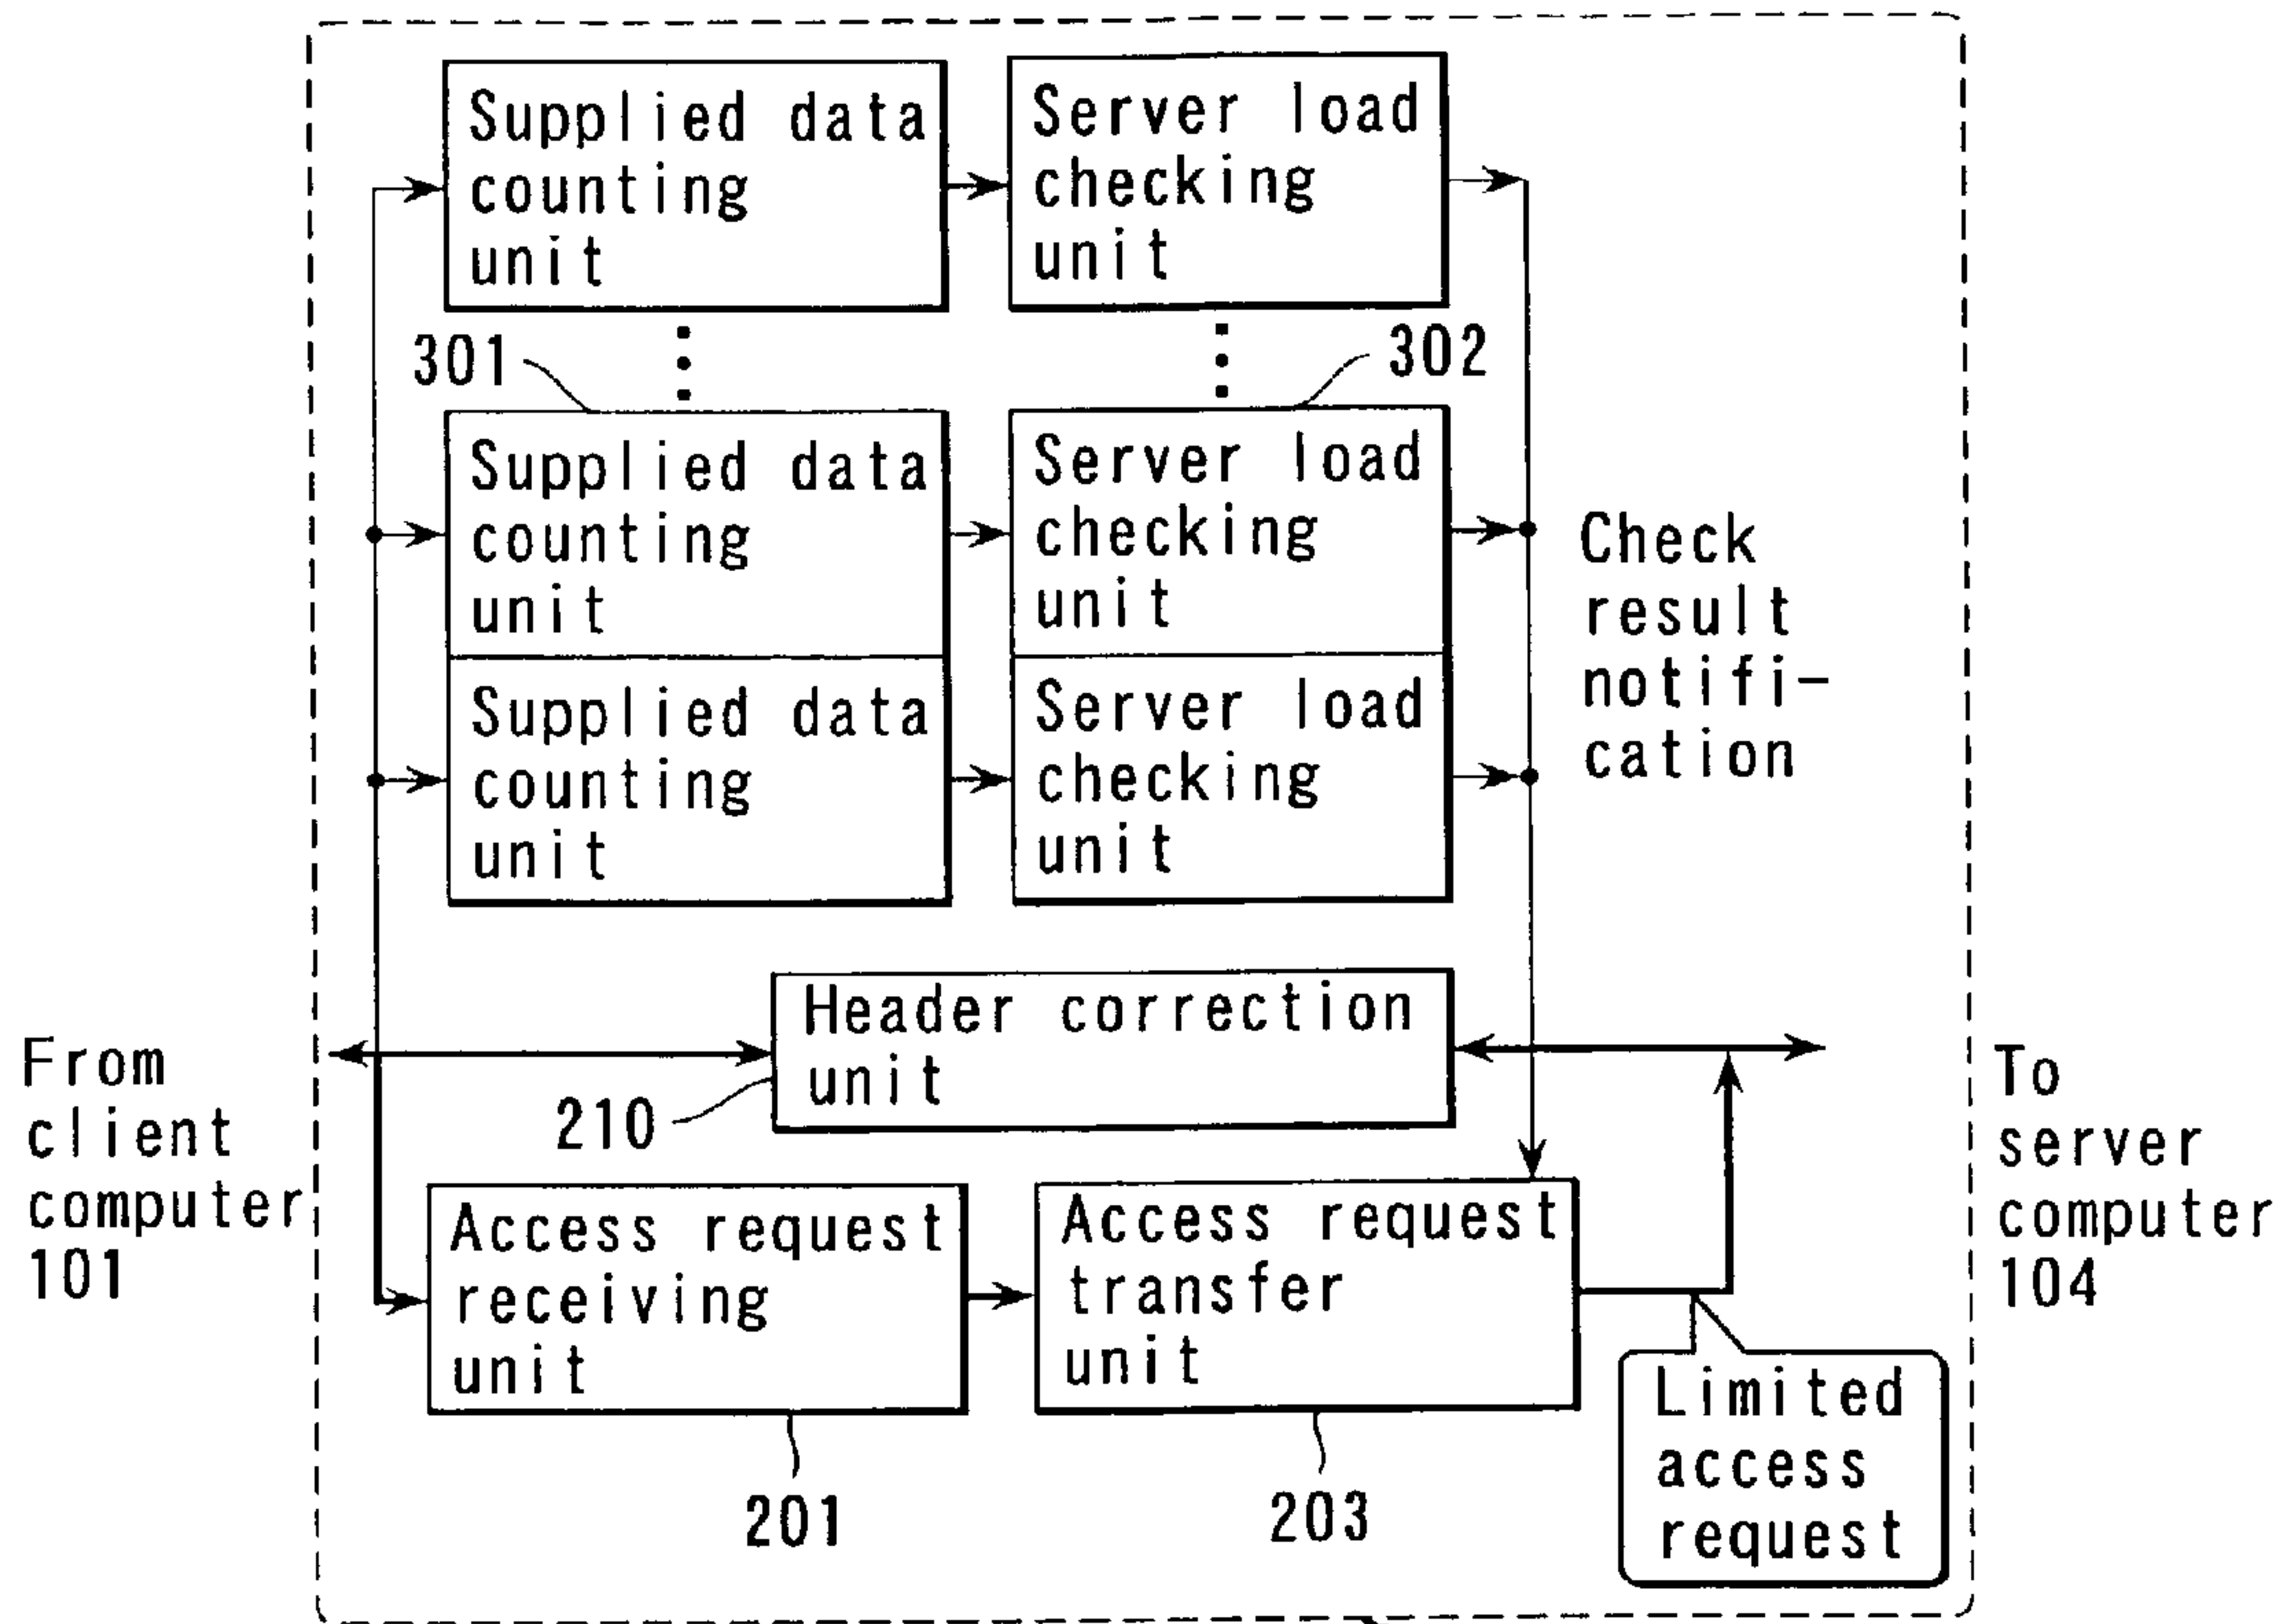 Supplied data
counting
unit
Server load
checking
unit
301
302
Supplied data
counting
unit
Server load
checking
unit
Check
result
notifi-
cation
Supplied data
counting
unit
Server load
checking
unit
From
client
computer
101
Header correction
unit
210
To
server
computer
104
Access request
receiving
unit
201
Access request
transfer
unit
203
Limited
access
request